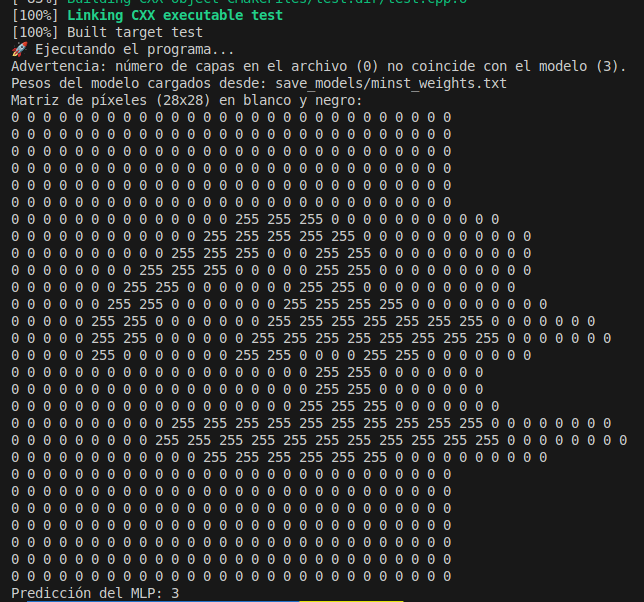 Building CXX object CMakeFiles/test.dir/test.cpp.o
[100%] Linking CXX executable test
[100%] Built target test
🚀 Ejecutando el programa...
Advertencia: número de capas en el archivo (0) no coincide con el modelo (3).
Pesos del modelo cargados desde: save_models/minst_weights.txt
Matriz de píxeles (28x28) en blanco y negro:
0 0 0 0 0 0 0 0 0 0 0 0 0 0 0 0 0 0 0 0 0 0 0 0 0 0 0 0
0 0 0 0 0 0 0 0 0 0 0 0 0 0 0 0 0 0 0 0 0 0 0 0 0 0 0 0
0 0 0 0 0 0 0 0 0 0 0 0 0 0 0 0 0 0 0 0 0 0 0 0 0 0 0 0
0 0 0 0 0 0 0 0 0 0 0 0 0 0 0 0 0 0 0 0 0 0 0 0 0 0 0 0
0 0 0 0 0 0 0 0 0 0 0 0 0 0 0 0 0 0 0 0 0 0 0 0 0 0 0 0
0 0 0 0 0 0 0 0 0 0 0 0 0 0 0 0 0 0 0 0 0 0 0 0 0 0 0 0
0 0 0 0 0 0 0 0 0 0 0 0 0 0 255 255 255 0 0 0 0 0 0 0 0 0 0 0
0 0 0 0 0 0 0 0 0 0 0 0 255 255 255 255 255 0 0 0 0 0 0 0 0 0 0 0
0 0 0 0 0 0 0 0 0 0 255 255 255 0 0 0 255 255 0 0 0 0 0 0 0 0 0 0
0 0 0 0 0 0 0 0 255 255 255 0 0 0 0 0 255 255 0 0 0 0 0 0 0 0 0 0
0 0 0 0 0 0 0 255 255 0 0 0 0 0 0 0 255 255 0 0 0 0 0 0 0 0 0 0
0 0 0 0 0 0 255 255 0 0 0 0 0 0 0 255 255 255 255 0 0 0 0 0 0 0 0 0
0 0 0 0 0 255 255 0 0 0 0 0 0 0 255 255 255 255 255 255 255 0 0 0 0 0 0 0
0 0 0 0 0 255 255 0 0 0 0 0 0 255 255 255 255 255 255 255 255 0 0 0 0 0 0 0
0 0 0 0 0 255 0 0 0 0 0 0 0 255 255 0 0 0 0 255 255 0 0 0 0 0 0 0
0 0 0 0 0 0 0 0 0 0 0 0 0 0 0 0 0 0 0 255 255 0 0 0 0 0 0 0
0 0 0 0 0 0 0 0 0 0 0 0 0 0 0 0 0 0 0 255 255 0 0 0 0 0 0 0
0 0 0 0 0 0 0 0 0 0 0 0 0 0 0 0 0 0 255 255 255 0 0 0 0 0 0 0
0 0 0 0 0 0 0 0 0 0 255 255 255 255 255 255 255 255 255 255 0 0 0 0 0 0 0 0
0 0 0 0 0 0 0 0 0 255 255 255 255 255 255 255 255 255 255 255 0 0 0 0 0 0 0 0
0 0 0 0 0 0 0 0 0 0 0 0 255 255 255 255 255 255 0 0 0 0 0 0 0 0 0 0
0 0 0 0 0 0 0 0 0 0 0 0 0 0 0 0 0 0 0 0 0 0 0 0 0 0 0 0
0 0 0 0 0 0 0 0 0 0 0 0 0 0 0 0 0 0 0 0 0 0 0 0 0 0 0 0
0 0 0 0 0 0 0 0 0 0 0 0 0 0 0 0 0 0 0 0 0 0 0 0 0 0 0 0
0 0 0 0 0 0 0 0 0 0 0 0 0 0 0 0 0 0 0 0 0 0 0 0 0 0 0 0
0 0 0 0 0 0 0 0 0 0 0 0 0 0 0 0 0 0 0 0 0 0 0 0 0 0 0 0
0 0 0 0 0 0 0 0 0 0 0 0 0 0 0 0 0 0 0 0 0 0 0 0 0 0 0 0
0 0 0 0 0 0 0 0 0 0 0 0 0 0 0 0 0 0 0 0 0 0 0 0 0 0 0 0
Predicción del MLP: 3